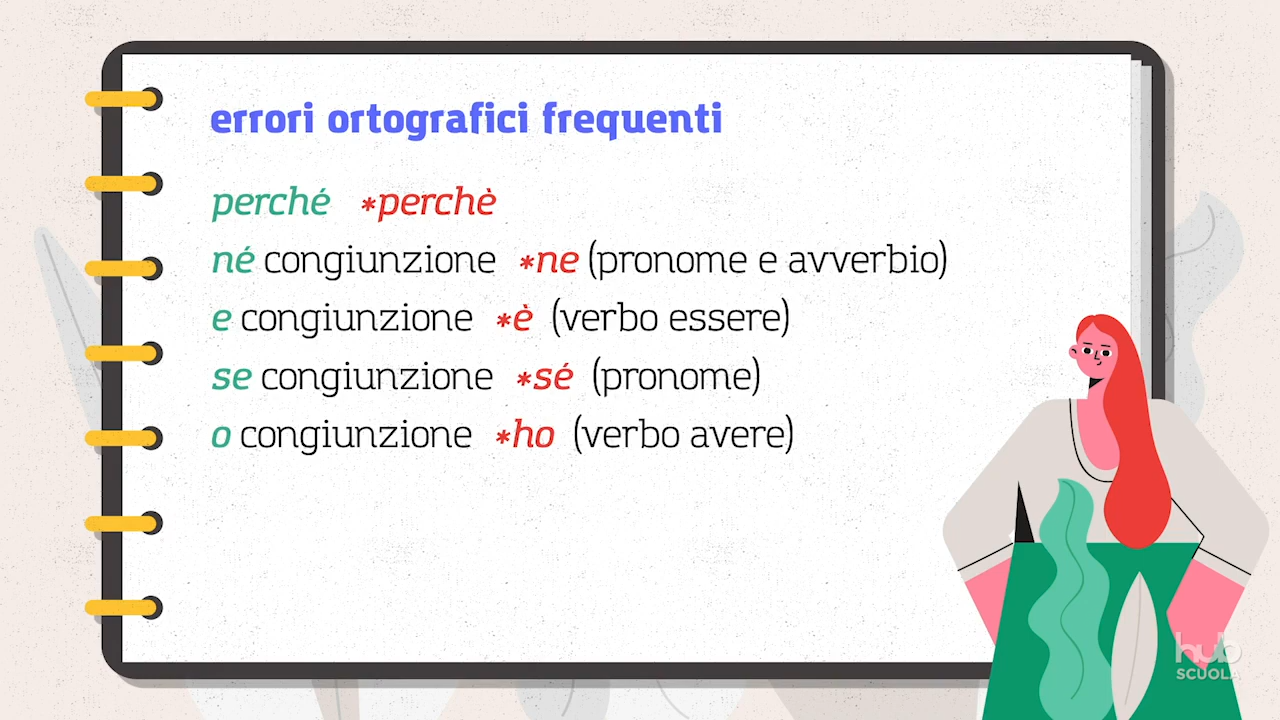 errori ortografici frequenti
perché *perchè
né congiunzione *ne (pronome e avverbio)
e congiunzione *è (verbo essere)
se congiunzione *sé (pronome)
o congiunzione *ho (verbo avere)
hub
SCUOLA